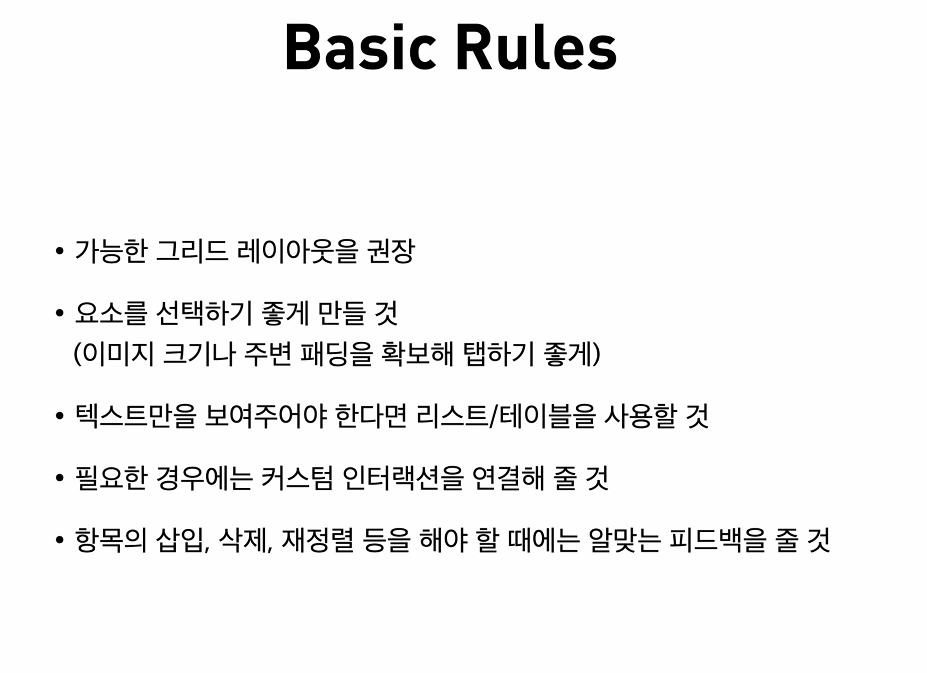 Basic Rules
• 가능한 그리드 레이아웃을 권장
• 요소를 선택하기 좋게 만들 것
(이미지 크기나 주변 패딩을 확보해 탭하기 좋게)
• 텍스트만을 보여주어야 한다면 리스트/테이블을 사용할 것
• 필요한 경우에는 커스텀 인터랙션을 연결해 줄 것
• 항목의 삽입, 삭제, 재정렬 등을 해야 할 때에는 알맞는 피드백을 줄 것